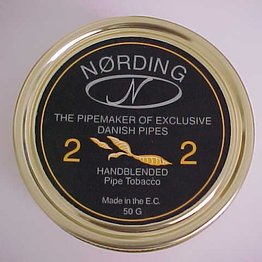 NØRDING
N
THE PIPEMAKER OF EXCLUSIVE
DANISH PIPES
2 2
HANDBLENDED
Pipe Tobacco
Made in the E.C.
50 G